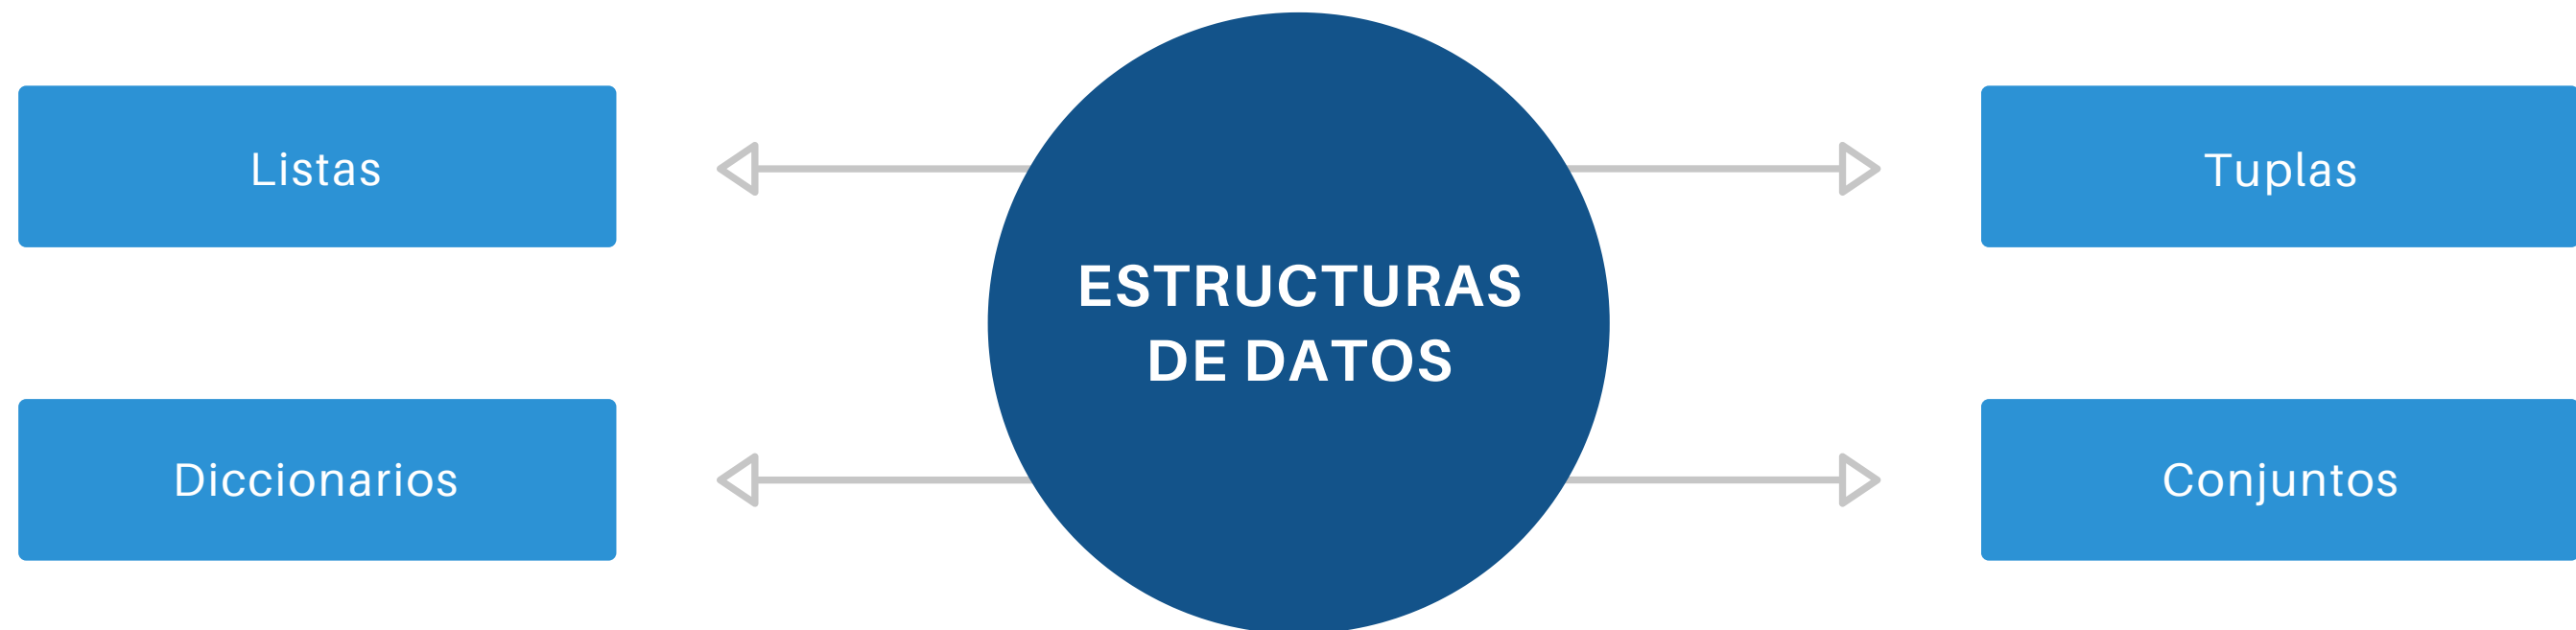 Listas
Tuplas
ESTRUCTURAS
DE DATOS
Diccionarios
Conjuntos